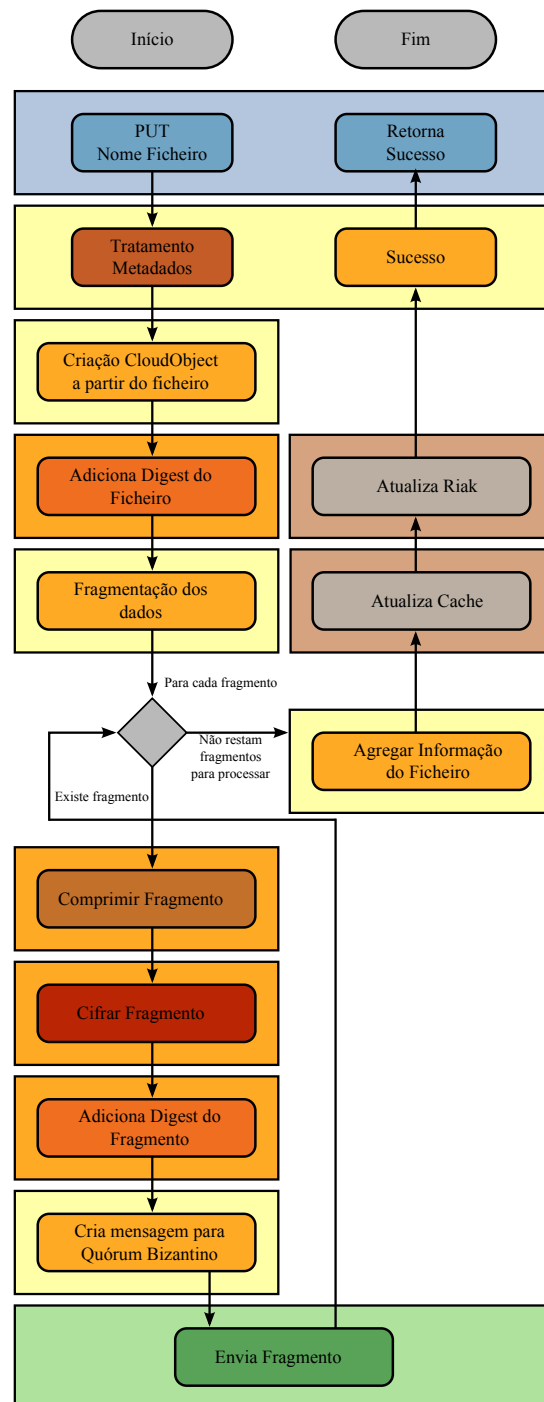 Início
Fim
PUT
Nome Ficheiro
Retorna
Sucesso
Tratamento
Metadados
Sucesso
Criação CloudObject
a partir do ficheiro
Adiciona Digest do
Ficheiro
Atualiza Riak
Fragmentação dos
dados
Atualiza Cache
Para cada fragmento
Não restam
fragmentos
para processar
Agregar Informação
do Ficheiro
Existe fragmento
Comprimir Fragmento
Cifrar Fragmento
Adiciona Digest do
Fragmento
Cria mensagem para
Quórum Bizantino
Envia Fragmento